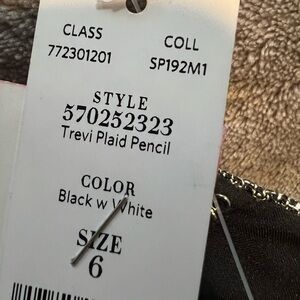 CLASS COLL
772301201 SP192M1
STYLE
570252323
Trevi Plaid Pencil
COLOR
Black w White
SIZE
6